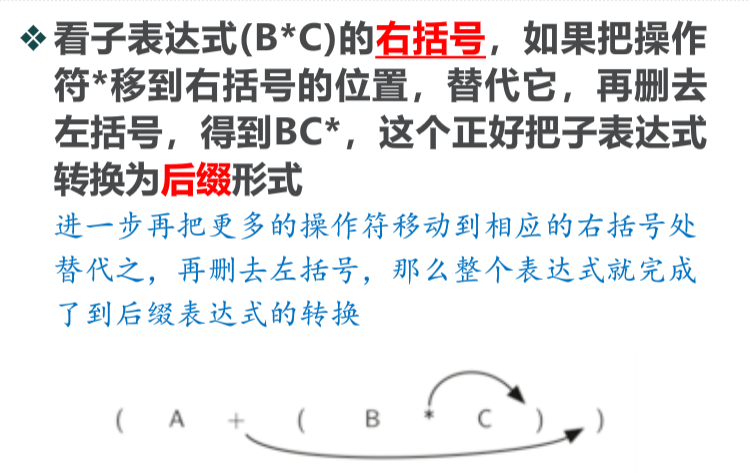 ❖看子表达式(B*C)的右括号，如果把操作
符*移到右括号的位置，替代它，再删去
左括号，得到BC*，这个正好把子表达式
转换为后缀形式
进一步再把更多的操作符移动到相应的右括号处
替代之，再删去左括号，那么整个表达式就完成
了到后缀表达式的转换
( A + ( B * C ) )